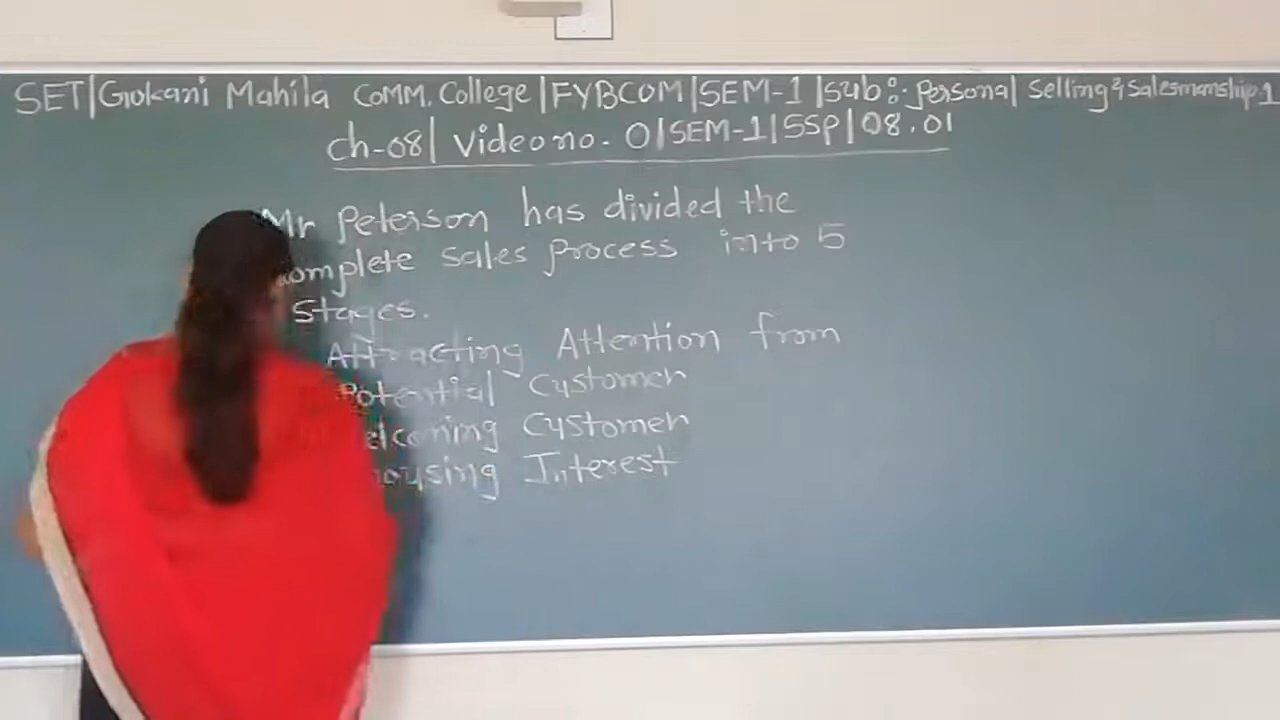 SET|Gokani Mahila COMM. College|FYBCOM|SEM-1|Sub:- Personal Selling & Salesmanship-1
ch-08| Video no. 0|SEM-1|SSP|08.01
Mr Peterson has divided the
complete sales process into 5
stages.
Attracting Attention from
Potential Customer
elcoming Customer
ousing Interest